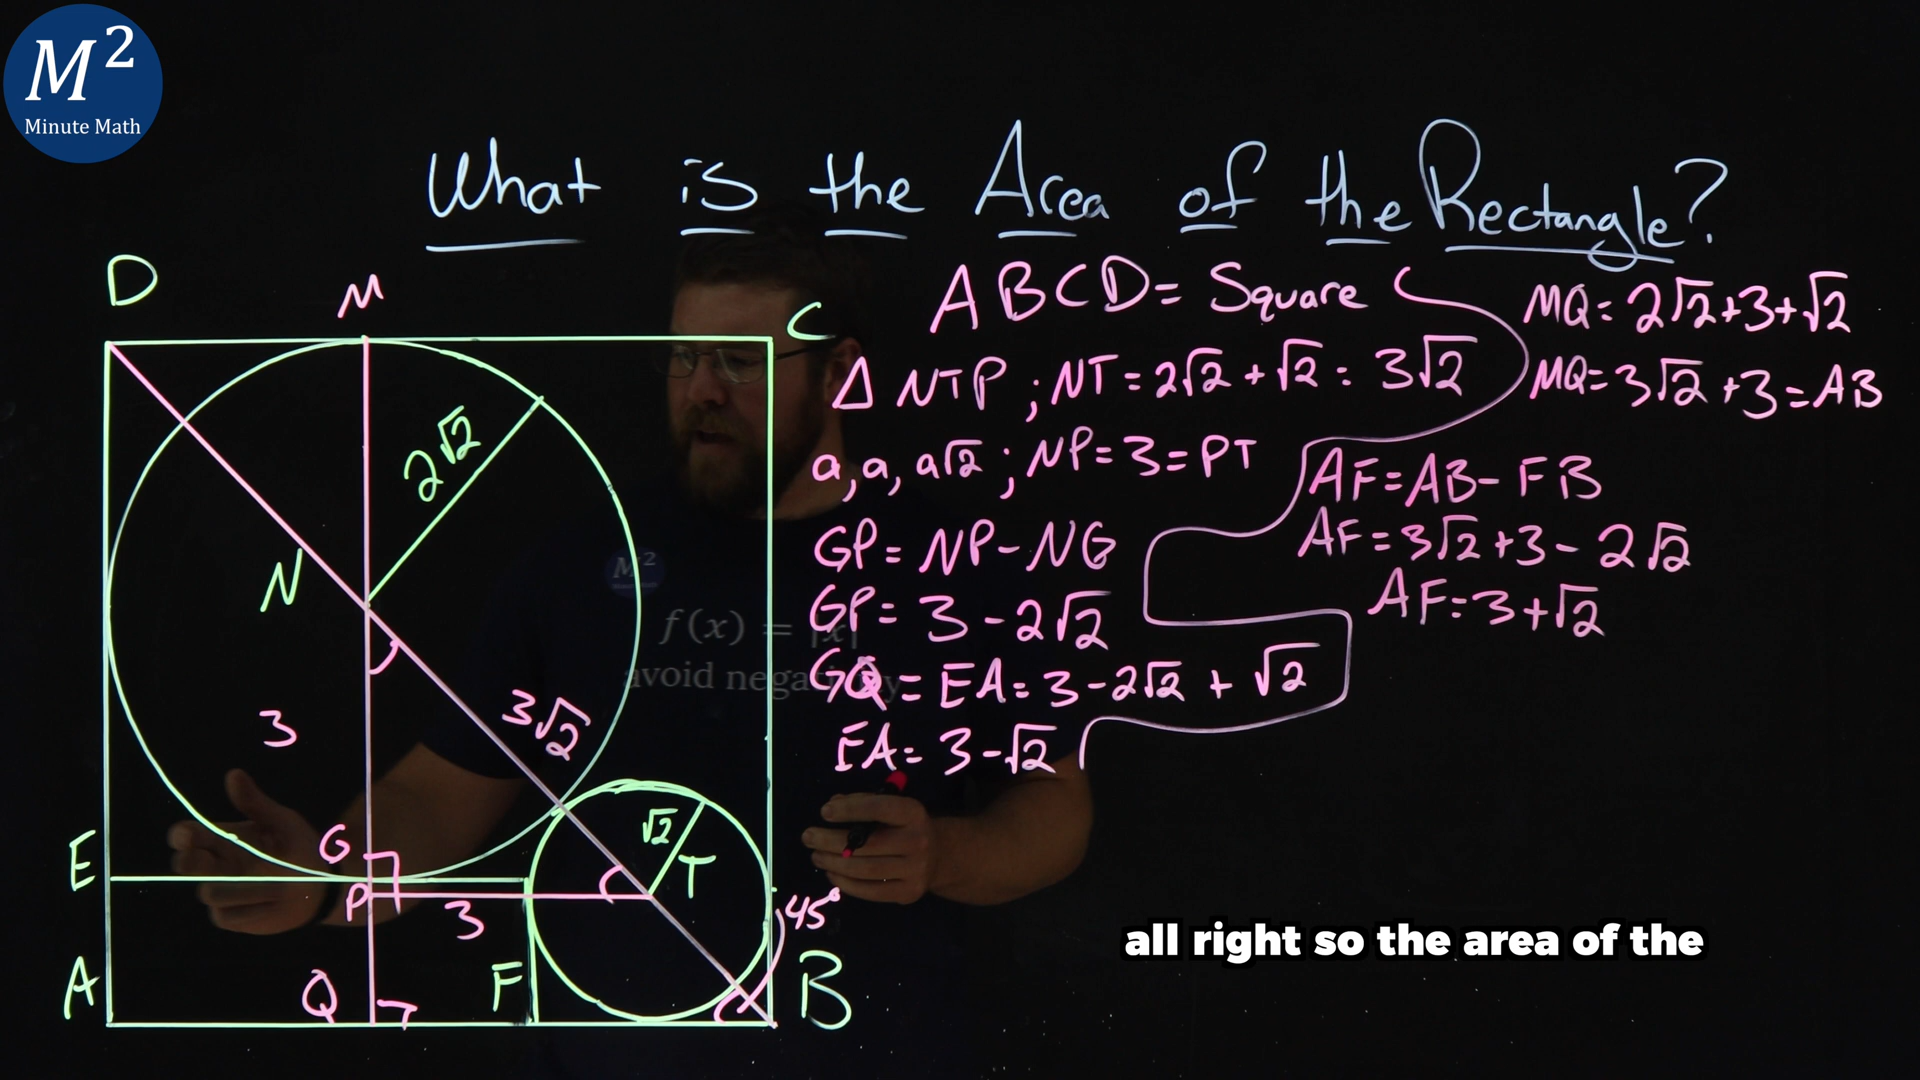 M²
Minute Math
What is the Area of the Rectangle?
D
M
C
2√2
N
3
3√2
E
G
P
3
√2
T
45°
A
Q
F
B
ABCD = Square
Δ NTP ; NT = 2√2 + √2 = 3√2
a, a, a√2 ; NP = 3 = PT
GP = NP - NG
GP = 3 - 2√2
GQ = EA = 3 - 2√2 + √2
EA = 3 - √2
MQ = 2√2 + 3 + √2
MQ = 3√2 + 3 = AB
AF = AB - FB
AF = 3√2 + 3 - 2√2
AF = 3 + √2
M²
f(x) = |x|
avoid
all right so the area of the